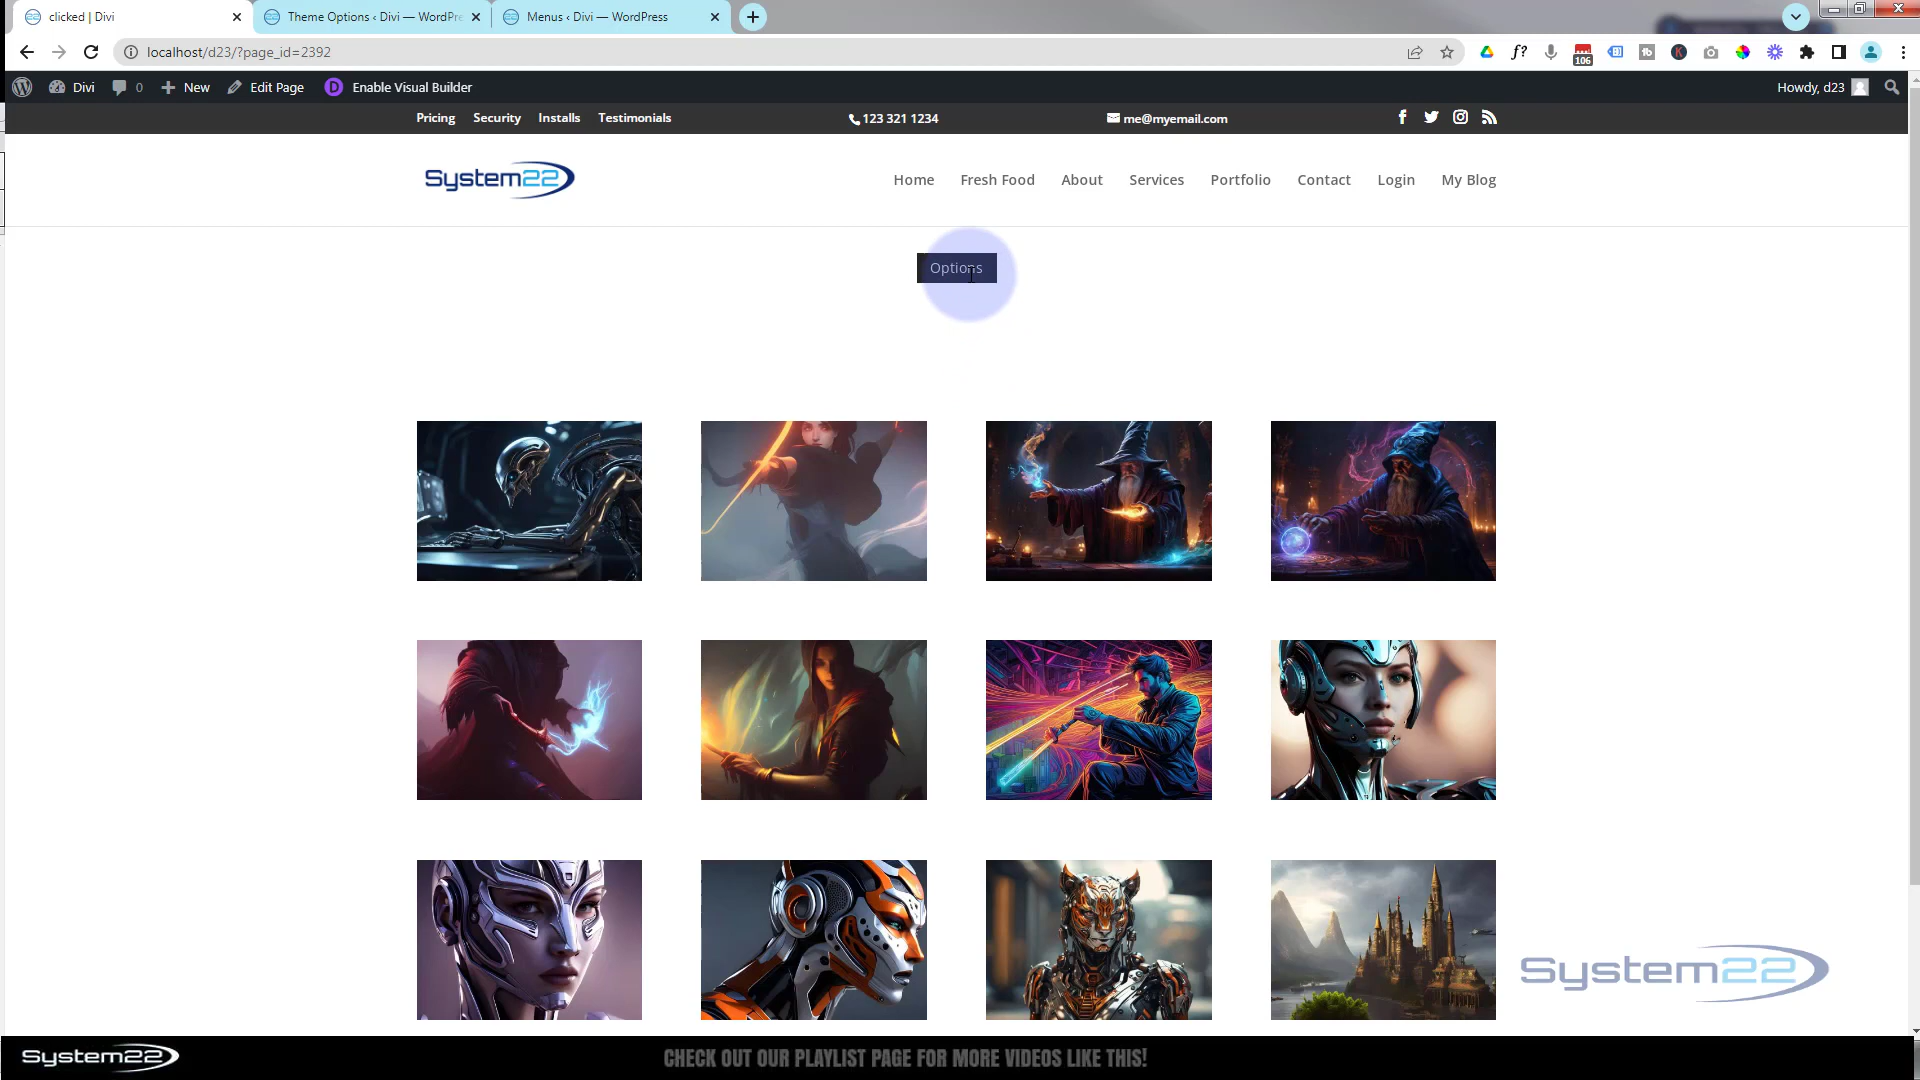 clicked | Divi
Theme Options ‹ Divi — WordPre
Menus ‹ Divi — WordPress
localhost/d23/?page_id=2392
106
Divi
0
New
Edit Page
Enable Visual Builder
Howdy, d23
Pricing
Security
Installs
Testimonials
123 321 1234
me@myemail.com
System22
Home
Fresh Food
About
Services
Portfolio
Contact
Login
My Blog
Options
System22
System22
CHECK OUT OUR PLAYLIST PAGE FOR MORE VIDEOS LIKE THIS!